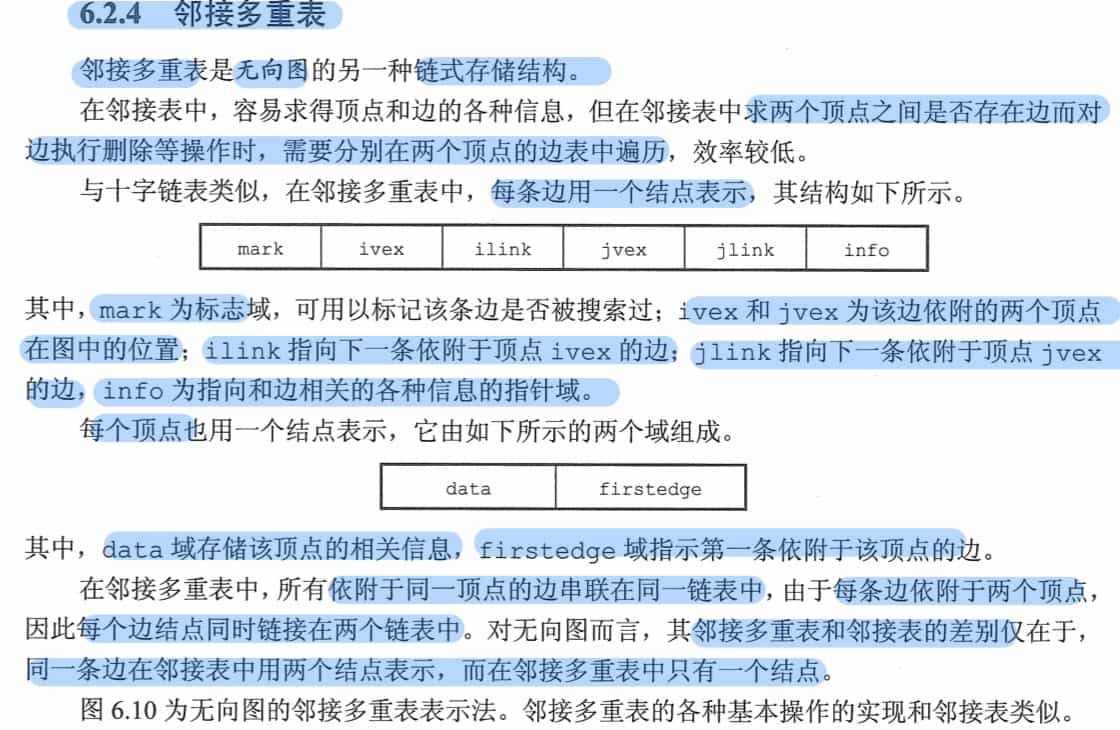 6.2.4 邻接多重表
邻接多重表是无向图的另一种链式存储结构。
在邻接表中，容易求得顶点和边的各种信息，但在邻接表中求两个顶点之间是否存在边而对
边执行删除等操作时，需要分别在两个顶点的边表中遍历，效率较低。
与十字链表类似，在邻接多重表中，每条边用一个结点表示，其结构如下所示。
mark ivex ilink jvex jlink info
其中，mark 为标志域，可用以标记该条边是否被搜索过；ivex 和 jvex 为该边依附的两个顶点
在图中的位置；ilink 指向下一条依附于顶点 ivex 的边；jlink 指向下一条依附于顶点 jvex
的边，info 为指向和边相关的各种信息的指针域。
每个顶点也用一个结点表示，它由如下所示的两个域组成。
data firstedge
其中，data 域存储该顶点的相关信息，firstedge 域指示第一条依附于该顶点的边。
在邻接多重表中，所有依附于同一顶点的边串联在同一链表中，由于每条边依附于两个顶点，
因此每个边结点同时链接在两个链表中。对无向图而言，其邻接多重表和邻接表的差别仅在于，
同一条边在邻接表中用两个结点表示，而在邻接多重表中只有一个结点。
图 6.10 为无向图的邻接多重表表示法。邻接多重表的各种基本操作的实现和邻接表类似。